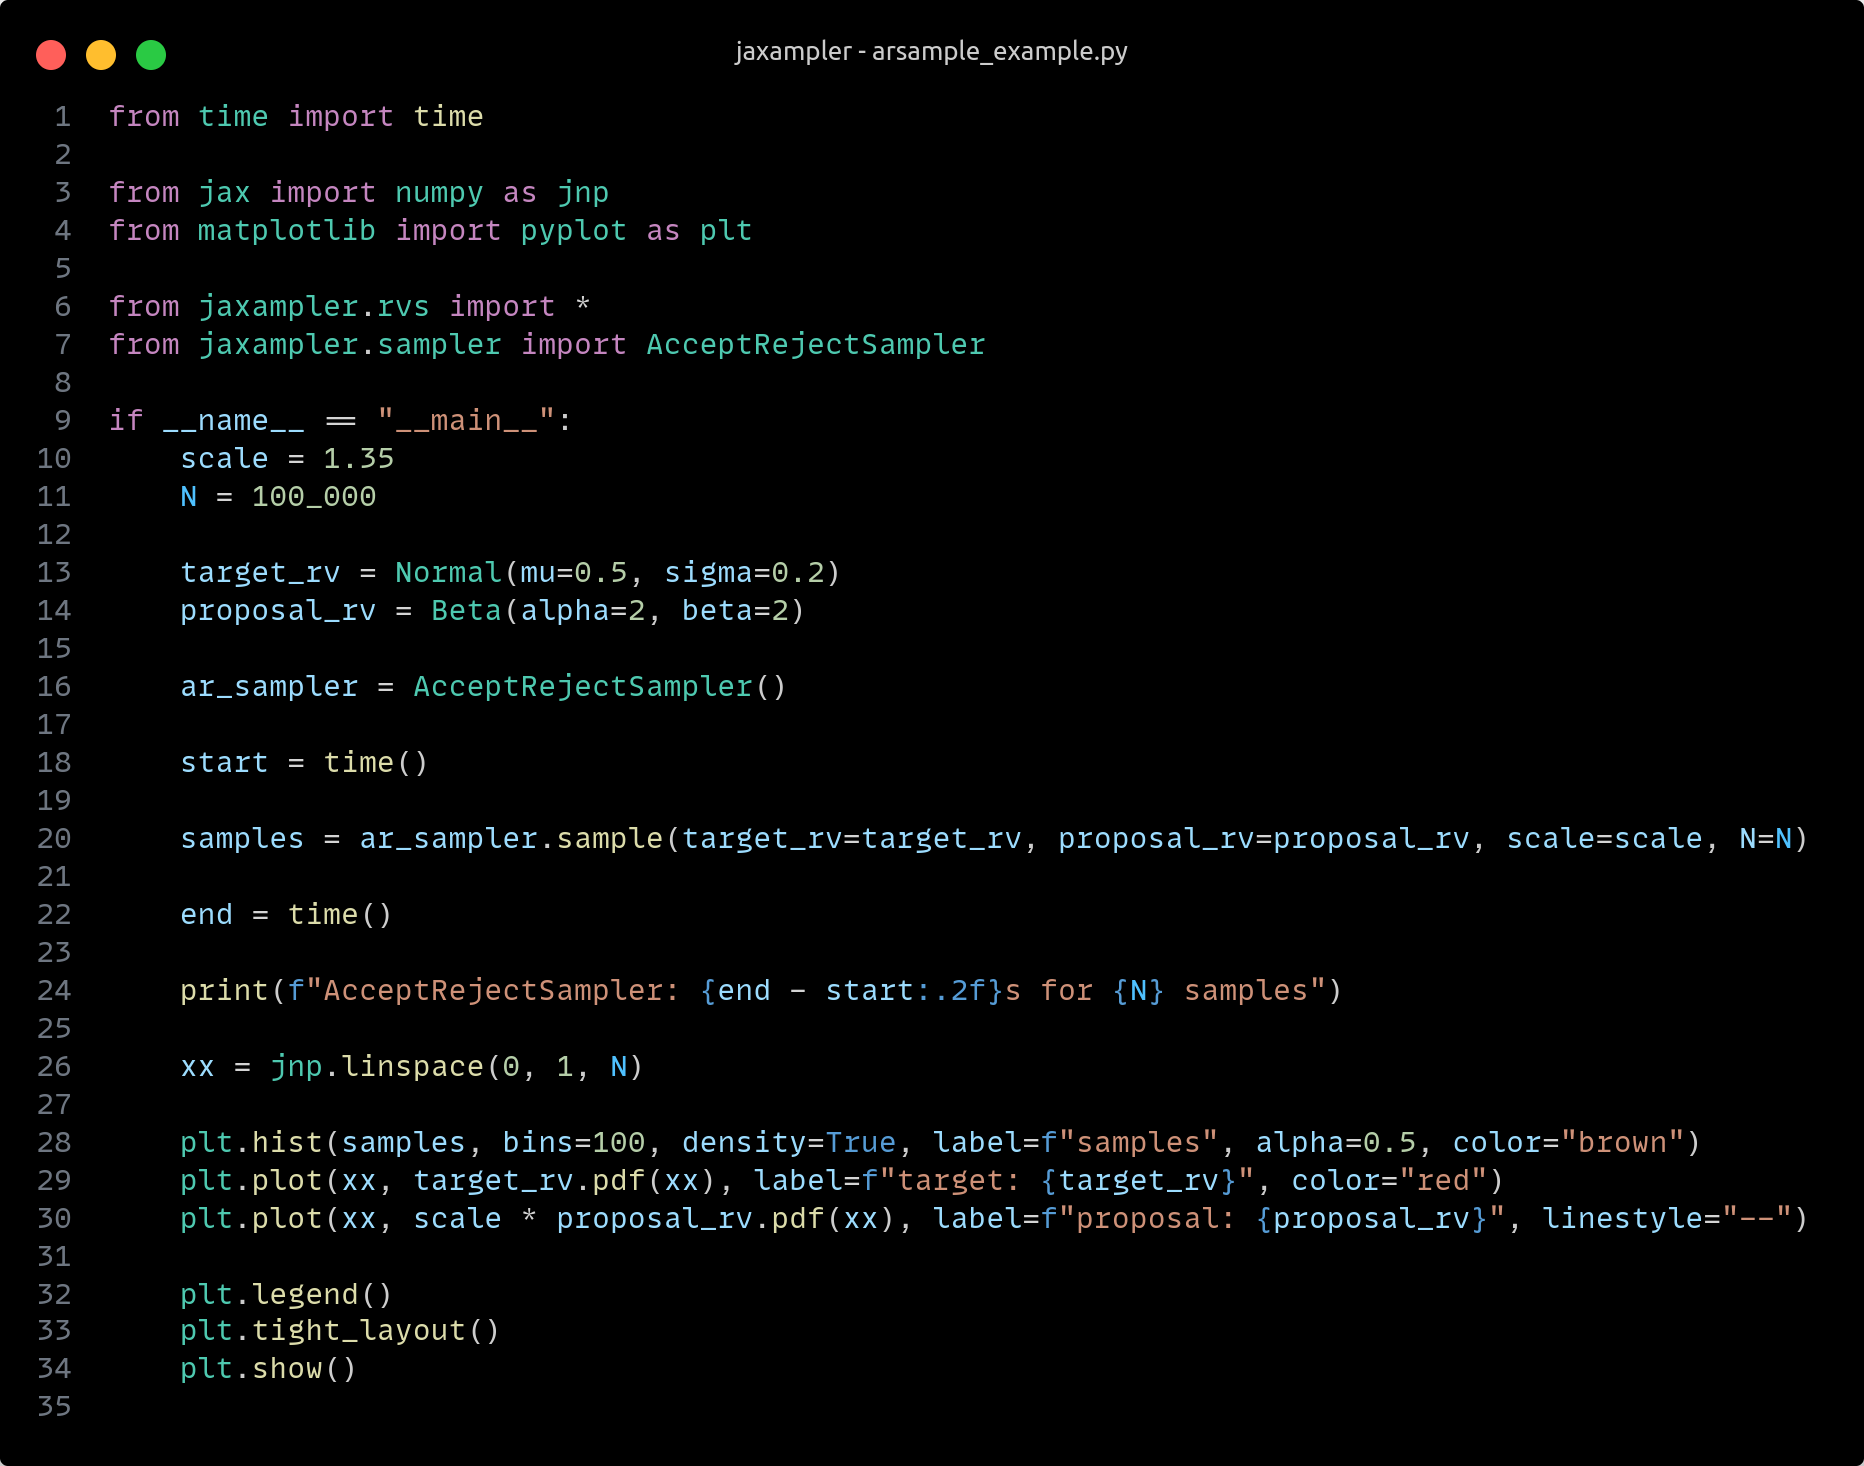 jaxampler - arsample_example.py
1 from time import time
2
3 from jax import numpy as jnp
4 from matplotlib import pyplot as plt
5
6 from jaxampler.rvs import *
7 from jaxampler.sampler import AcceptRejectSampler
8
9 if __name__ == "__main__":
10     scale = 1.35
11     N = 100_000
12
13     target_rv = Normal(mu=0.5, sigma=0.2)
14     proposal_rv = Beta(alpha=2, beta=2)
15
16     ar_sampler = AcceptRejectSampler()
17
18     start = time()
19
20     samples = ar_sampler.sample(target_rv=target_rv, proposal_rv=proposal_rv, scale=scale, N=N)
21
22     end = time()
23
24     print(f"AcceptRejectSampler: {end - start:.2f}s for {N} samples")
25
26     xx = jnp.linspace(0, 1, N)
27
28     plt.hist(samples, bins=100, density=True, label=f"samples", alpha=0.5, color="brown")
29     plt.plot(xx, target_rv.pdf(xx), label=f"target: {target_rv}", color="red")
30     plt.plot(xx, scale * proposal_rv.pdf(xx), label=f"proposal: {proposal_rv}", linestyle="--")
31
32     plt.legend()
33     plt.tight_layout()
34     plt.show()
35